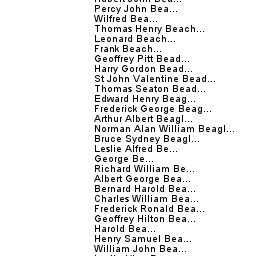 Percy John Bea...
Wilfred Bea...
Thomas Henry Beach...
Leonard Beach...
Frank Beach...
Geoffrey Pitt Bead...
Harry Gordon Bead...
St John Valentine Bead...
Thomas Seaton Bead...
Edward Henry Beag...
Frederick George Beag...
Arthur Albert Beagl...
Norman Alan William Beagl...
Bruce Sydney Beagl...
Leslie Alfred Be...
George Be...
Richard William Be...
Albert George Bea...
Bernard Harold Bea...
Charles William Bea...
Frederick Ronald Bea...
Geoffrey Hilton Bea...
Harold Bea...
Henry Samuel Bea...
William John Bea...